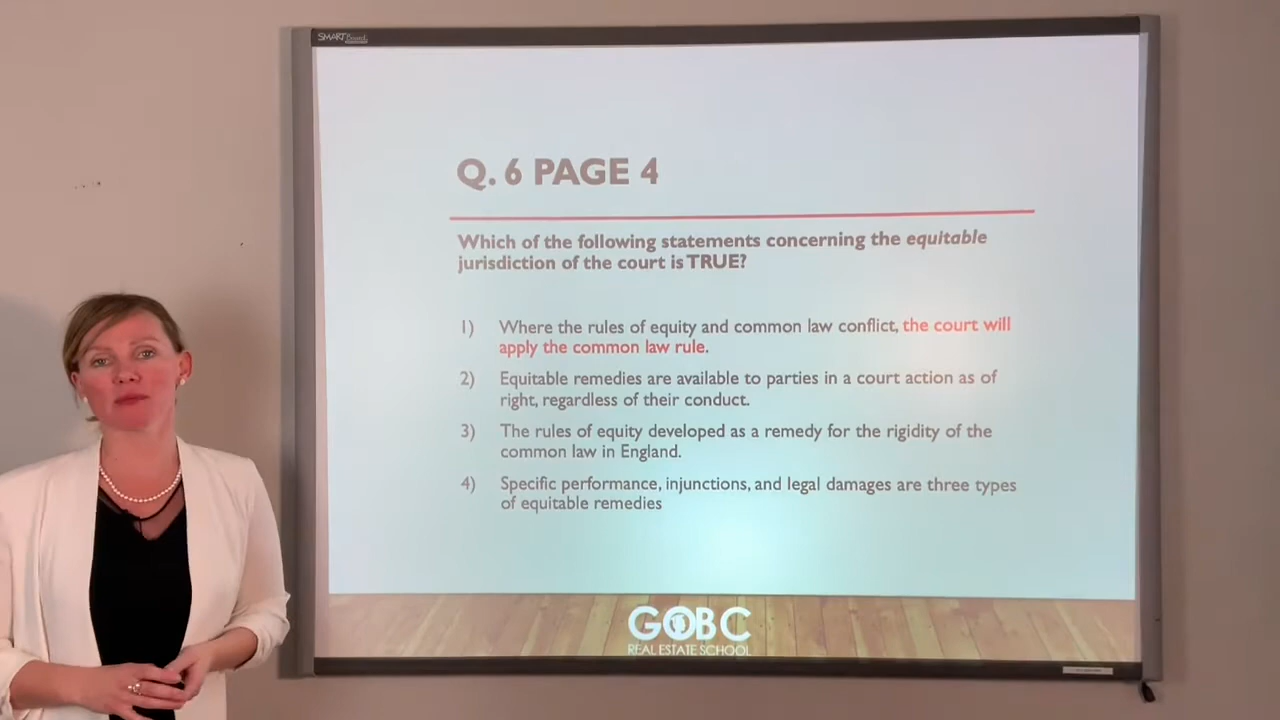 SMART Board
Q. 6 PAGE 4
Which of the following statements concerning the equitable
jurisdiction of the court is TRUE?
1) Where the rules of equity and common law conflict, the court will
apply the common law rule.
2) Equitable remedies are available to parties in a court action as of
right, regardless of their conduct.
3) The rules of equity developed as a remedy for the rigidity of the
common law in England.
4) Specific performance, injunctions, and legal damages are three types
of equitable remedies
GOBC
REAL ESTATE SCHOOL